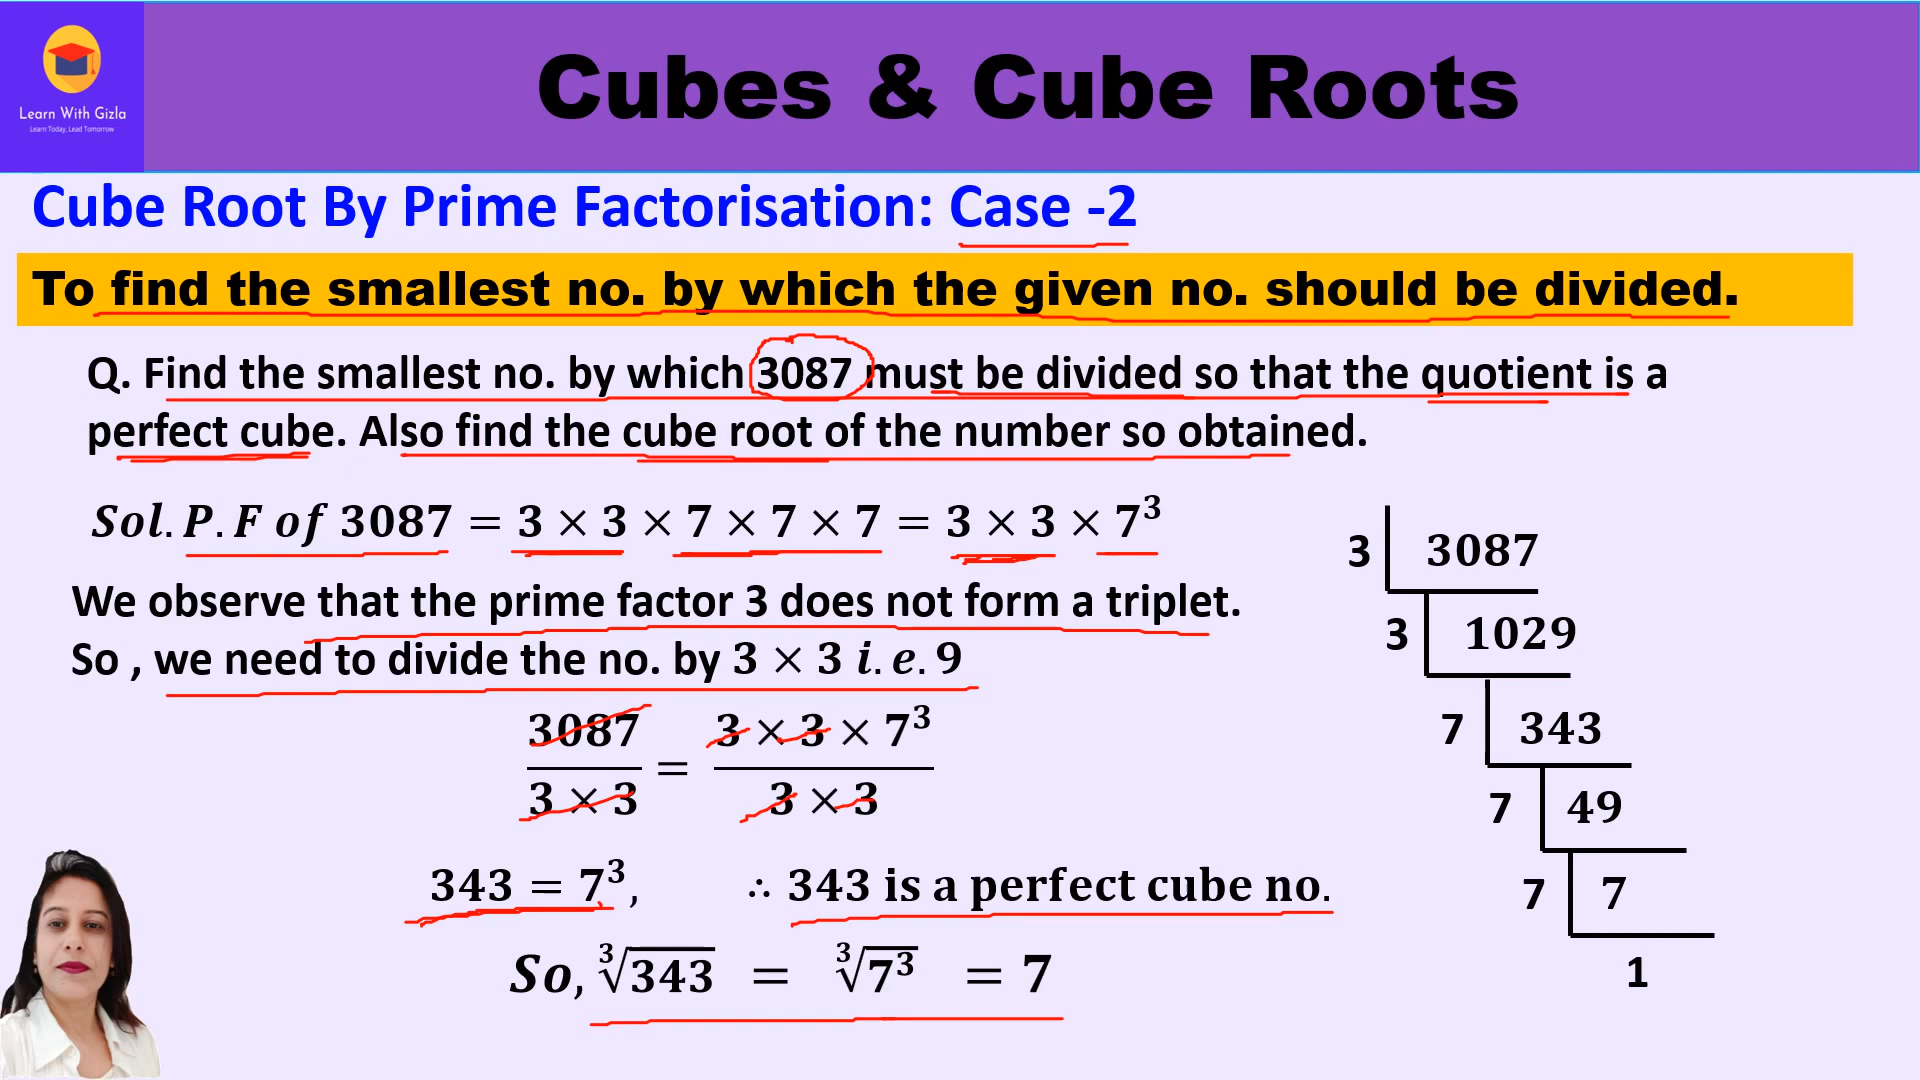 Learn With Gizla
Learn Today, Lead Tomorrow
Cubes & Cube Roots
Cube Root By Prime Factorisation: Case -2
To find the smallest no. by which the given no. should be divided.
Q. Find the smallest no. by which 3087 must be divided so that the quotient is a
perfect cube. Also find the cube root of the number so obtained.
Sol. P. F of 3087 = 3 × 3 × 7 × 7 × 7 = 3 × 3 × 7³
We observe that the prime factor 3 does not form a triplet.
So , we need to divide the no. by 3 × 3 i. e. 9
3087 / 3 × 3 = 3 × 3 × 7³ / 3 × 3
343 = 7³, ∴ 343 is a perfect cube no.
So, ∛343 = ∛7³ = 7
3 3087
3 1029
7 343
7 49
7 7
1